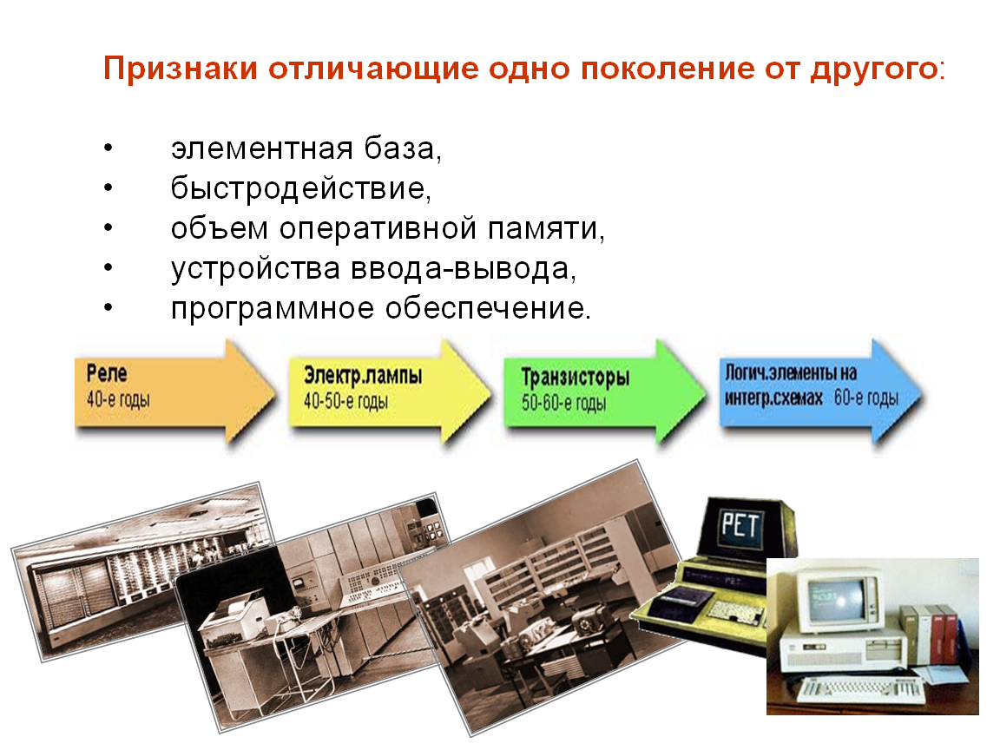 Признаки отличающие одно поколение от другого:
• элементная база,
• быстродействие,
• объем оперативной памяти,
• устройства ввода-вывода,
• программное обеспечение.
Реле
40-е годы
Электр.лампы
40-50-е годы
Транзисторы
50-60-е годы
Логич.элементы на
интегр.схемах 60-е годы
PET
PET